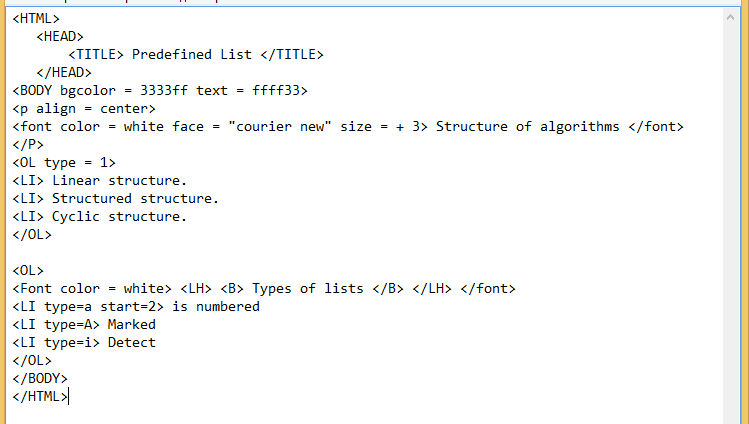 <HTML>
<HEAD>
<TITLE> Predefined List </TITLE>
</HEAD>
<BODY bgcolor = 3333ff text = ffff33>
<p align = center>
<font color = white face = "courier new" size = + 3> Structure of algorithms </font>
</P>
<OL type = 1>
<LI> Linear structure.
<LI> Structured structure.
<LI> Cyclic structure.
</OL>
<OL>
<Font color = white> <LH> <B> Types of lists </B> </LH> </font>
<LI type=a start=2> is numbered
<LI type=A> Marked
<LI type=i> Detect
</OL>
</BODY>
</HTML>